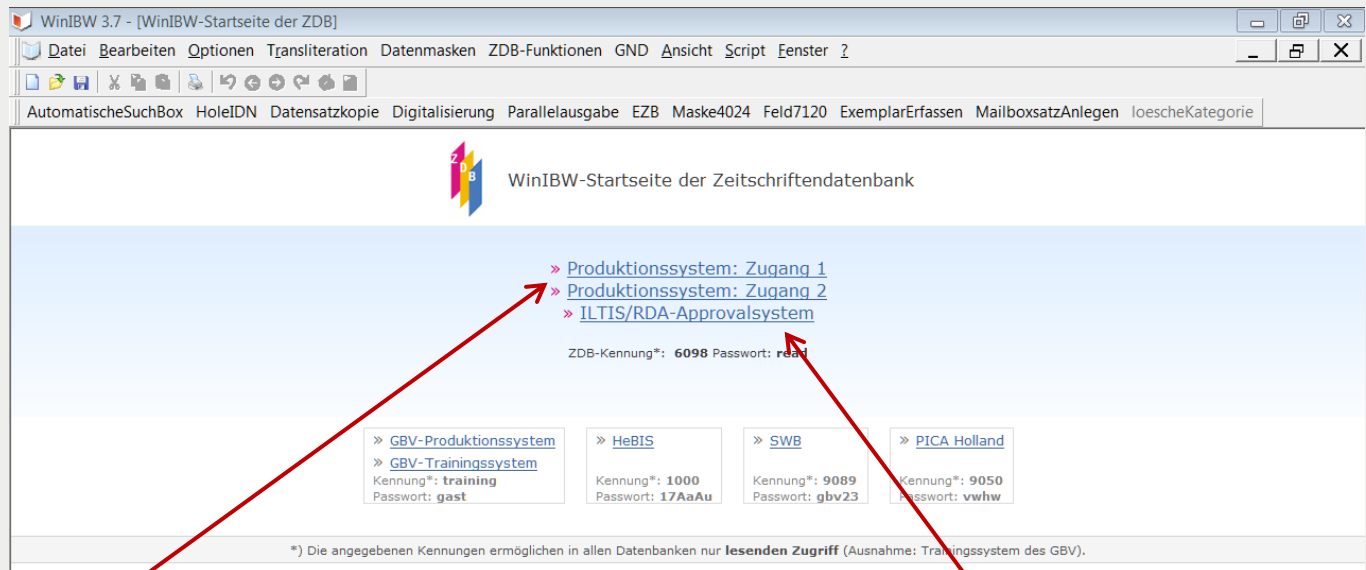 WinIBW 3.7 - [WinIBW-Startseite der ZDB]
Datei Bearbeiten Optionen Transliteration Datenmasken ZDB-Funktionen GND Ansicht Script Fenster ?
AutomatischeSuchBox HoleIDN Datensatzkopie Digitalisierung Parallelausgabe EZB Maske4024 Feld7120 ExemplarErfassen MailboxsatzAnlegen loescheKategorie
Z D B
WinIBW-Startseite der Zeitschriftendatenbank
» Produktionssystem: Zugang 1
» Produktionssystem: Zugang 2
» ILTIS/RDA-Approvalsystem
ZDB-Kennung*: 6098 Passwort: read
» GBV-Produktionssystem
» GBV-Trainingssystem
Kennung*: training
Passwort: gast
» HeBIS
Kennung*: 1000
Passwort: 17AaAu
» SWB
Kennung*: 9089
Passwort: gbv23
» PICA Holland
Kennung*: 9050
Passwort: vwhw
*) Die angegebenen Kennungen ermöglichen in allen Datenbanken nur lesenden Zugriff (Ausnahme: Trainingssystem des GBV).